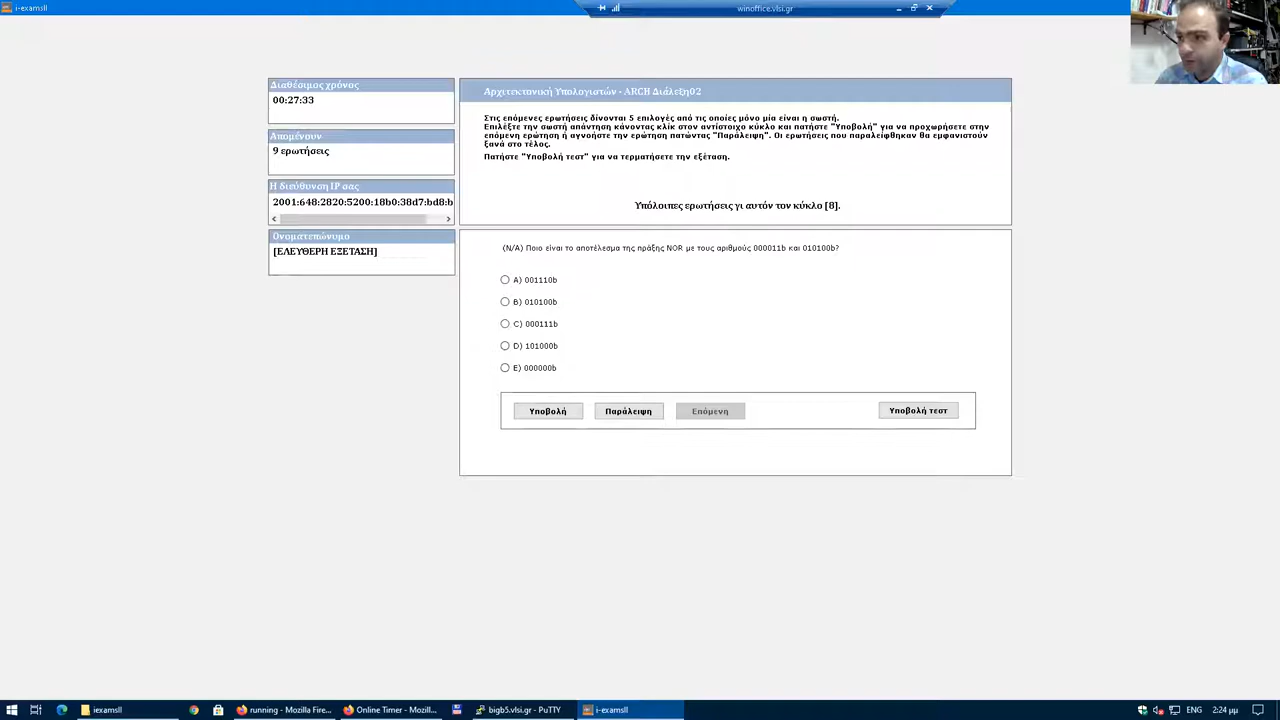 i-examsll
winoffice.vlsi.gr
Διαθέσιμος χρόνος
00:27:33
Απομένουν
9 ερωτήσεις
Η διεύθυνση IP σας
2001:648:2820:5200:18b0:38d7:bd8:b
Ονοματεπώνυμο
[ΕΛΕΥΘΕΡΗ ΕΞΕΤΑΣΗ]
Αρχιτεκτονική Υπολογιστών - ARCH Διάλεξη02
Στις επόμενες ερωτήσεις δίνονται 5 επιλογές από τις οποίες μόνο μία είναι η σωστή.
Επιλέξτε την σωστή απάντηση κάνοντας κλίκ στον αντίστοιχο κύκλο και πατήστε "Υποβολή" για να προχωρήσετε στην
επόμενη ερώτηση ή αγνοήστε την ερώτηση πατώντας "Παράλειψη". Οι ερωτήσεις που παραλείφθηκαν θα εμφανιστούν
ξανά στο τέλος.
Πατήστε "Υποβολή τεστ" για να τερματήσετε την εξέταση.
Υπόλοιπες ερωτήσεις γι αυτόν τον κύκλο [8].
(N/A) Ποιο είναι το αποτέλεσμα της πράξης NOR με τους αριθμούς 000011b και 010100b?
A) 001110b
B) 010100b
C) 000111b
D) 101000b
E) 000000b
Υποβολή
Παράλειψη
Επόμενη
Υποβολή τεστ
iexamsll
running - Mozilla Fire...
Online Timer - Mozill...
bigb5.vlsi.gr - PuTTY
i-examsll
ENG
2:24 μμ